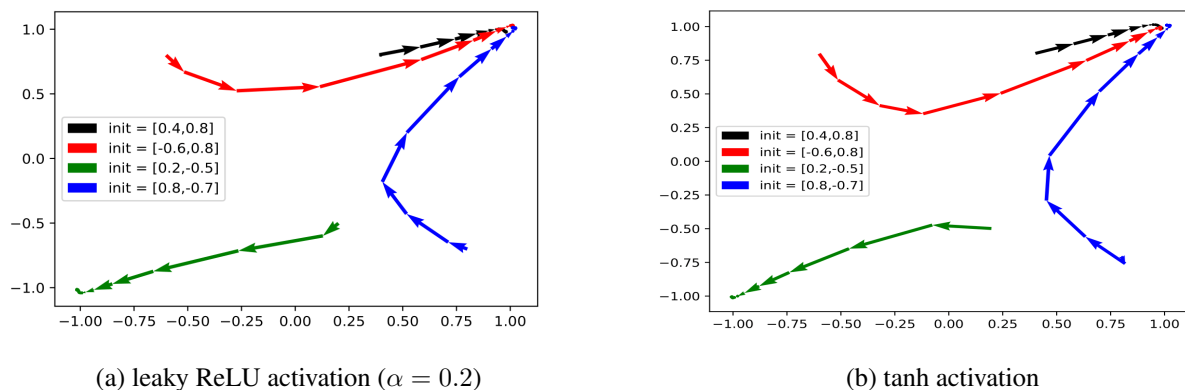 1.0
0.5
0.0
−0.5
−1.0
init = [0.4,0.8]
init = [-0.6,0.8]
init = [0.2,-0.5]
init = [0.8,-0.7]
−1.00 −0.75 −0.50 −0.25 0.00 0.25 0.50 0.75 1.00
(a) leaky ReLU activation (α = 0.2)
1.00
0.75
0.50
0.25
0.00
−0.25
−0.50
−0.75
−1.00
init = [0.4,0.8]
init = [-0.6,0.8]
init = [0.2,-0.5]
init = [0.8,-0.7]
−1.00 −0.75 −0.50 −0.25 0.00 0.25 0.50 0.75 1.00
(b) tanh activation